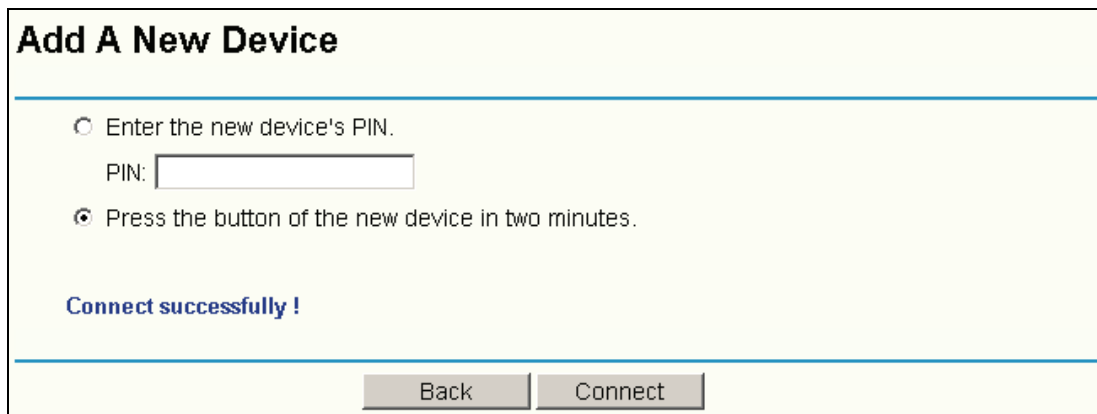 Add A New Device
Enter the new device's PIN.
PIN:
Press the button of the new device in two minutes.
Connect successfully !
Back Connect